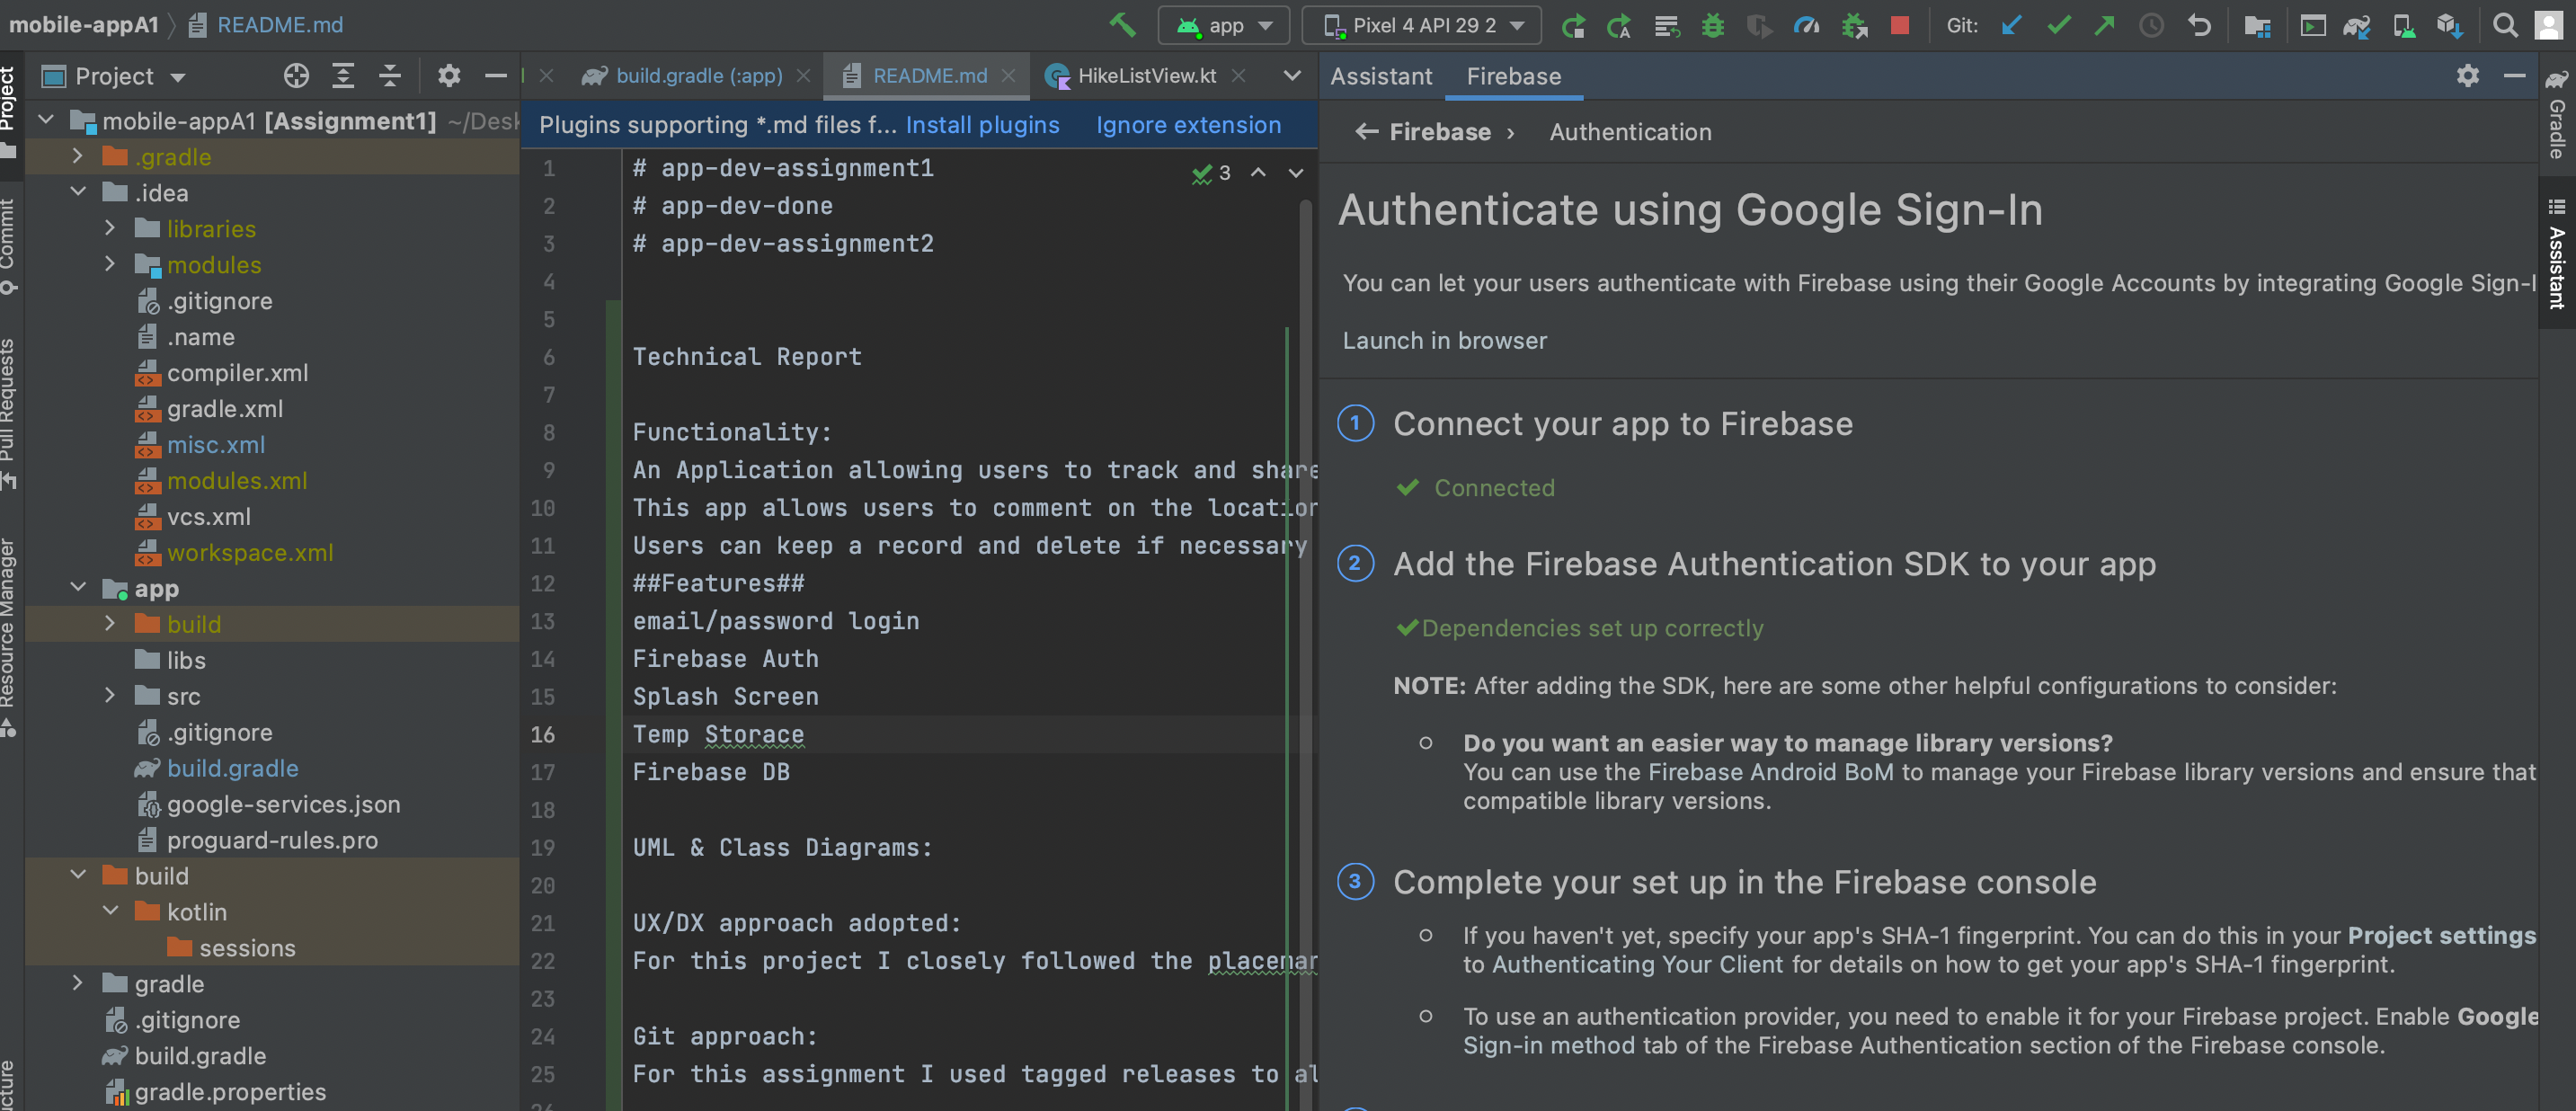 mobile-appA1 README.md
app
Pixel 4 API 29 2
Git:
Project
Commit
Pull Requests
Resource Manager
Project
mobile-appA1 [Assignment1]
.gradle
.idea
libraries
modules
.gitignore
.name
compiler.xml
gradle.xml
misc.xml
modules.xml
vcs.xml
workspace.xml
app
build
libs
src
.gitignore
build.gradle
google-services.json
proguard-rules.pro
build
kotlin
sessions
gradle
.gitignore
build.gradle
gradle.properties
build.gradle (:app)
README.md
HikeListView.kt
Plugins supporting *.md files f... Install plugins Ignore extension
3
1 # app-dev-assignment1
2 # app-dev-done
3 # app-dev-assignment2
4
5
6 Technical Report
7
8 Functionality:
9 An Application allowing users to track and share
10 This app allows users to comment on the location
11 Users can keep a record and delete if necessary
12 ##Features##
13 email/password login
14 Firebase Auth
15 Splash Screen
16 Temp Storace
17 Firebase DB
18
19 UML & Class Diagrams:
20
21 UX/DX approach adopted:
22 For this project I closely followed the
23
24 Git approach:
25 For this assignment I used tagged releases to
Assistant Firebase
Firebase › Authentication
Authenticate using Google Sign-In
You can let your users authenticate with Firebase using their Google Accounts by integrating Google Sign-I
Launch in browser
1 Connect your app to Firebase
Connected
2 Add the Firebase Authentication SDK to your app
Dependencies set up correctly
NOTE: After adding the SDK, here are some other helpful configurations to consider:
Do you want an easier way to manage library versions?
You can use the Firebase Android BoM to manage your Firebase library versions and ensure that
compatible library versions.
3 Complete your set up in the Firebase console
If you haven't yet, specify your app's SHA-1 fingerprint. You can do this in your Project settings
to Authenticating Your Client for details on how to get your app's SHA-1 fingerprint.
To use an authentication provider, you need to enable it for your Firebase project. Enable Google
Sign-in method tab of the Firebase Authentication section of the Firebase console.
Gradle
Assistant